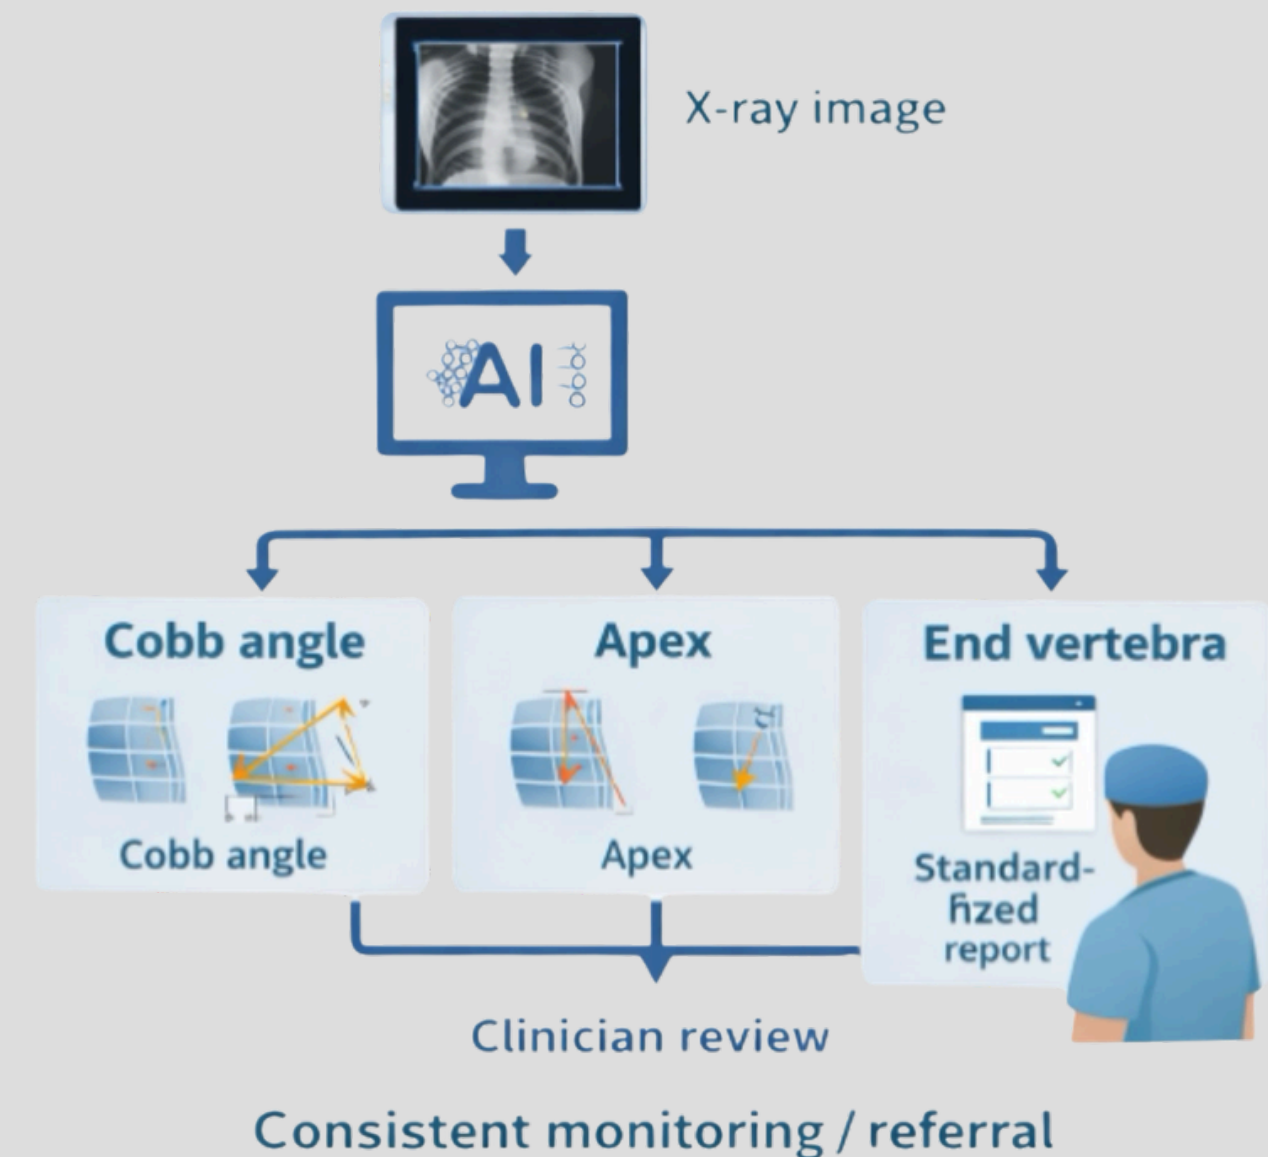 X-ray image
AI
Cobb angle
Apex
End vertebra
Cobb angle
Apex
Standard-
fized
report
Clinician review
Consistent monitoring / referral